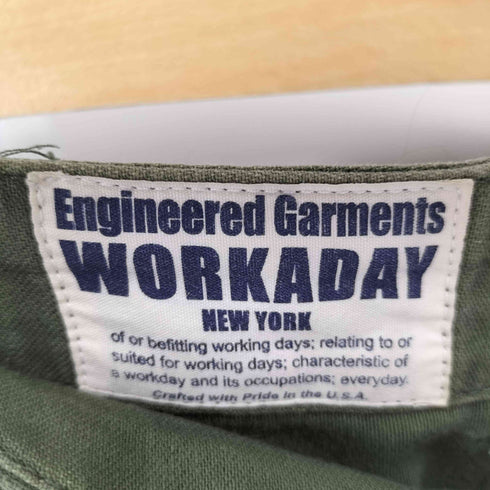 Engineered Garments
WORKADAY
NEW YORK
of or befitting working days; relating to or
suited for working days; characteristic of
a workday and its occupations; everyday.
Crafted with Pride in the U.S.A.